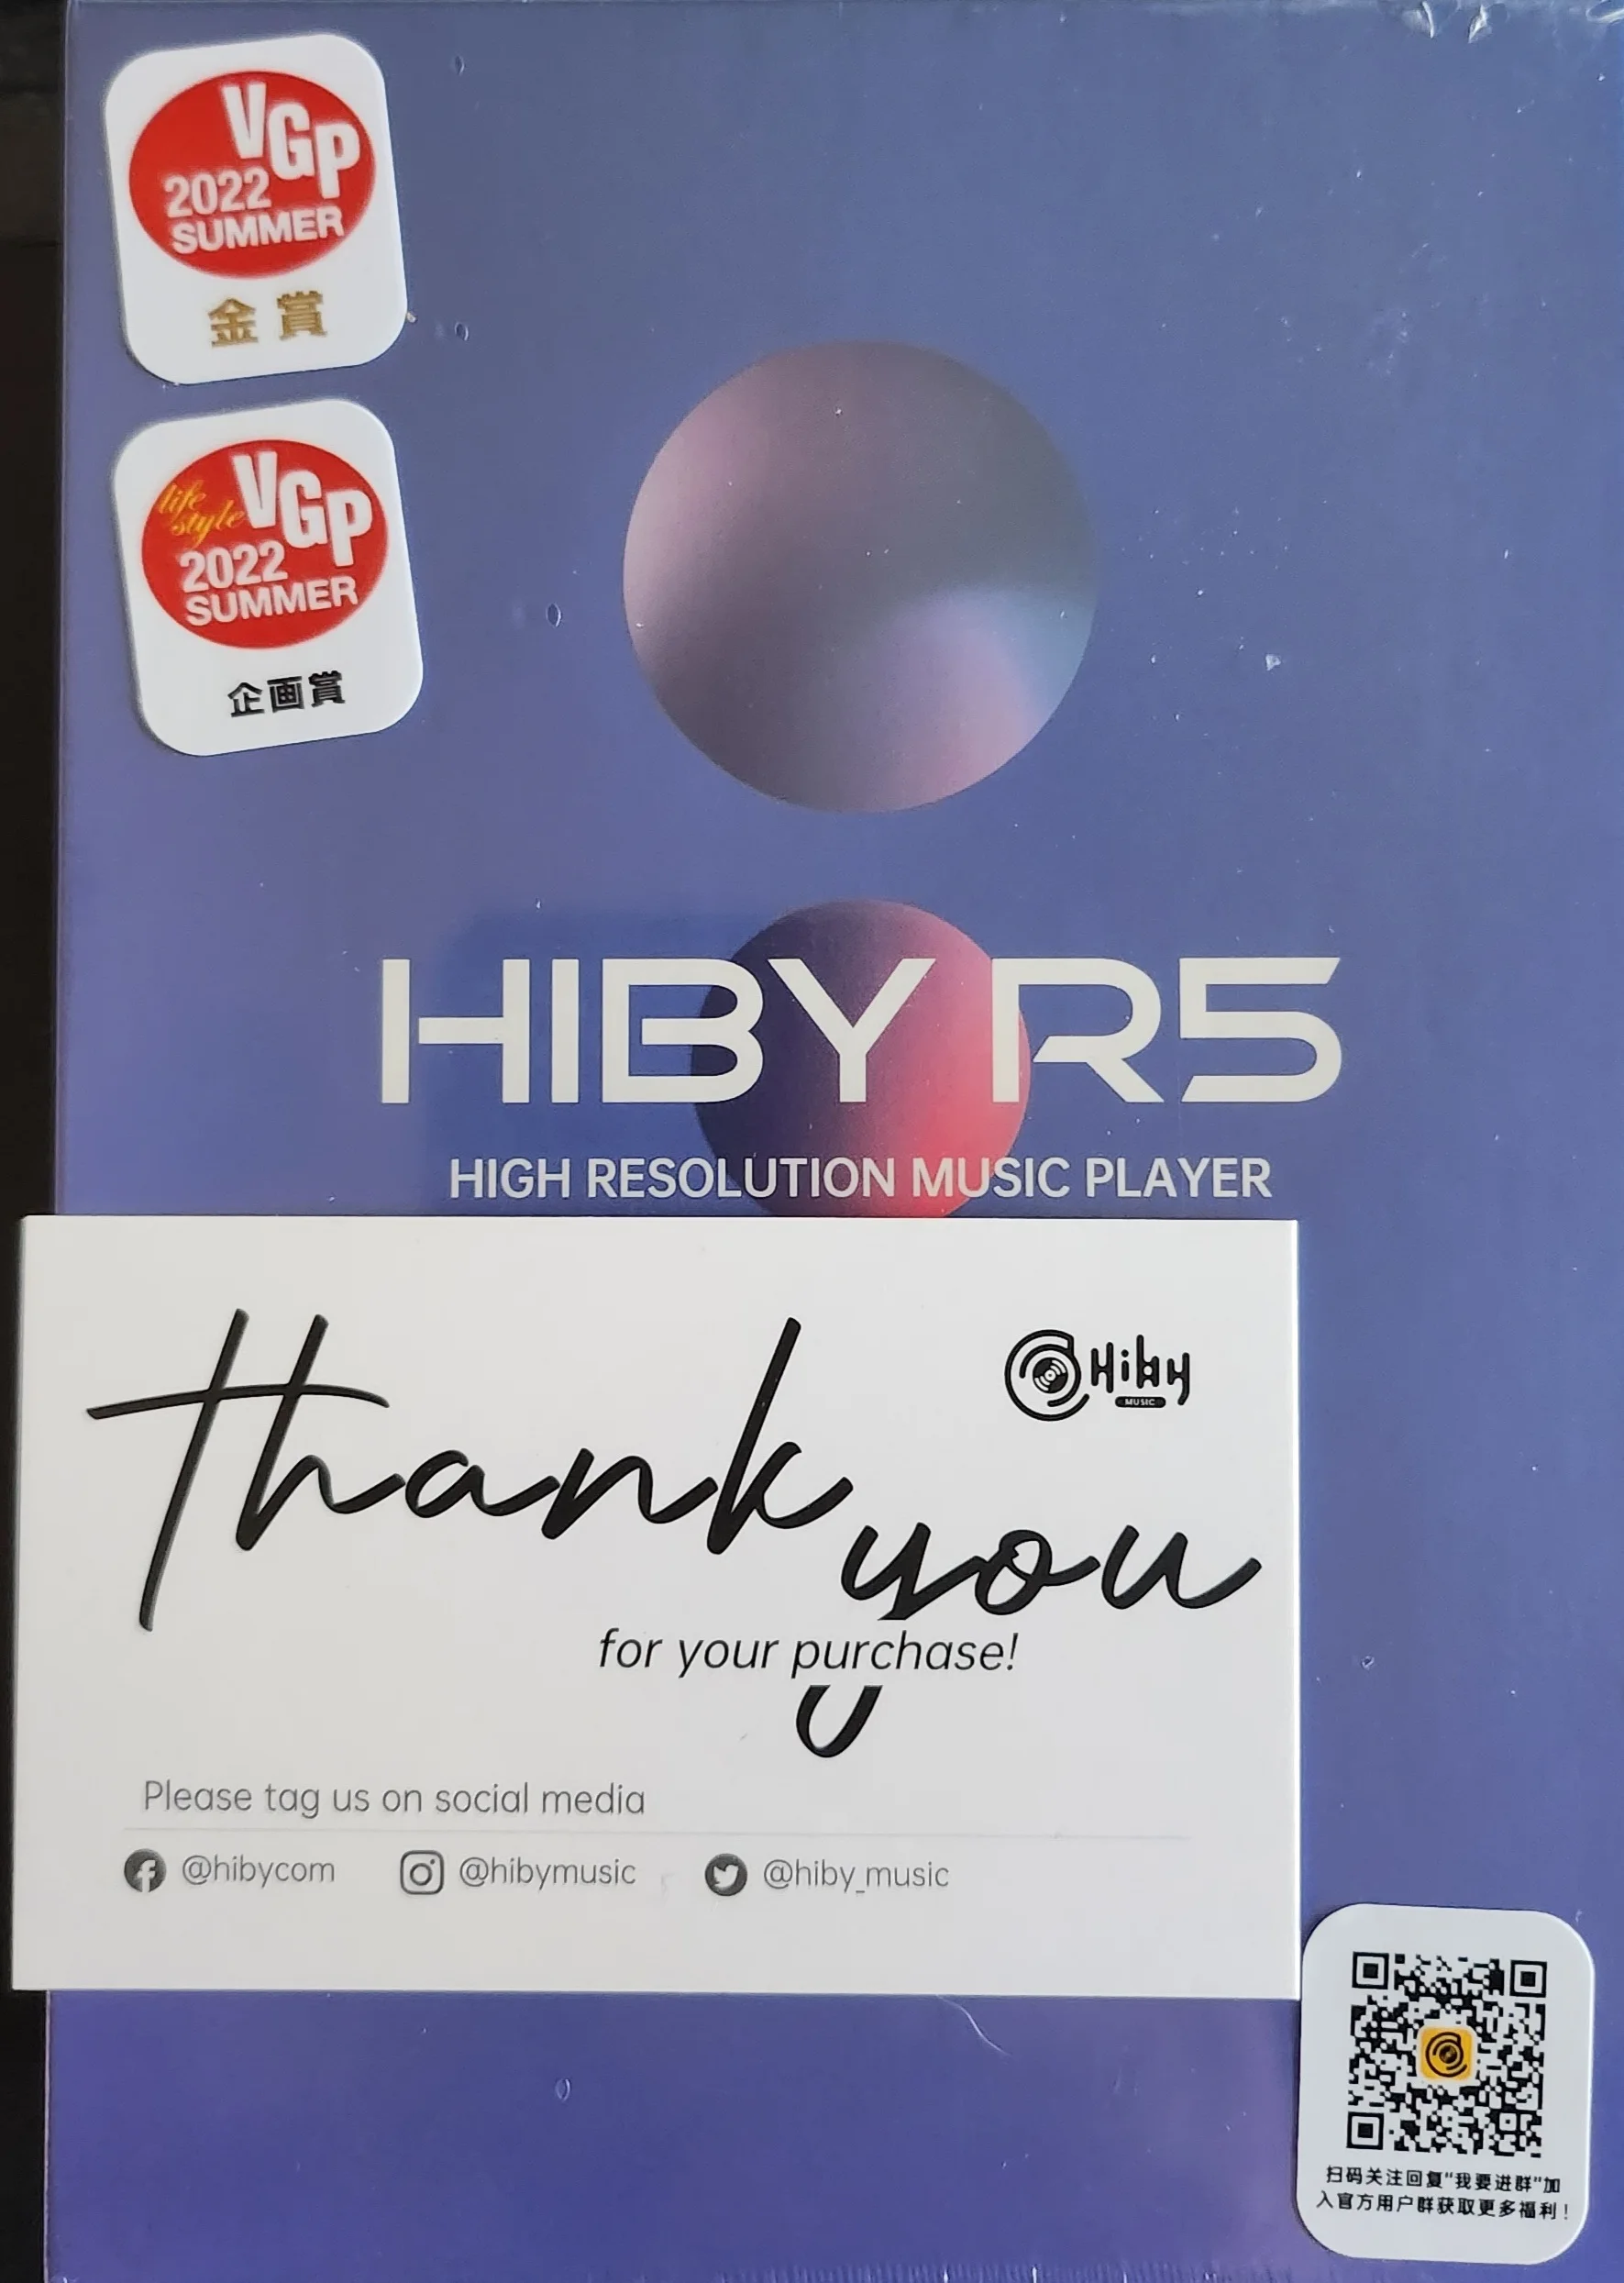 VGP
2022
SUMMER
金賞
life
style
VGP
2022
SUMMER
企画賞
HIBY R5
HIGH RESOLUTION MUSIC PLAYER
Hiby
MUSIC
thank you
for your purchase!
Please tag us on social media
@hibycom @hibymusic @hiby_music
扫码关注回复“我要进群”加
入官方用户群获取更多福利!